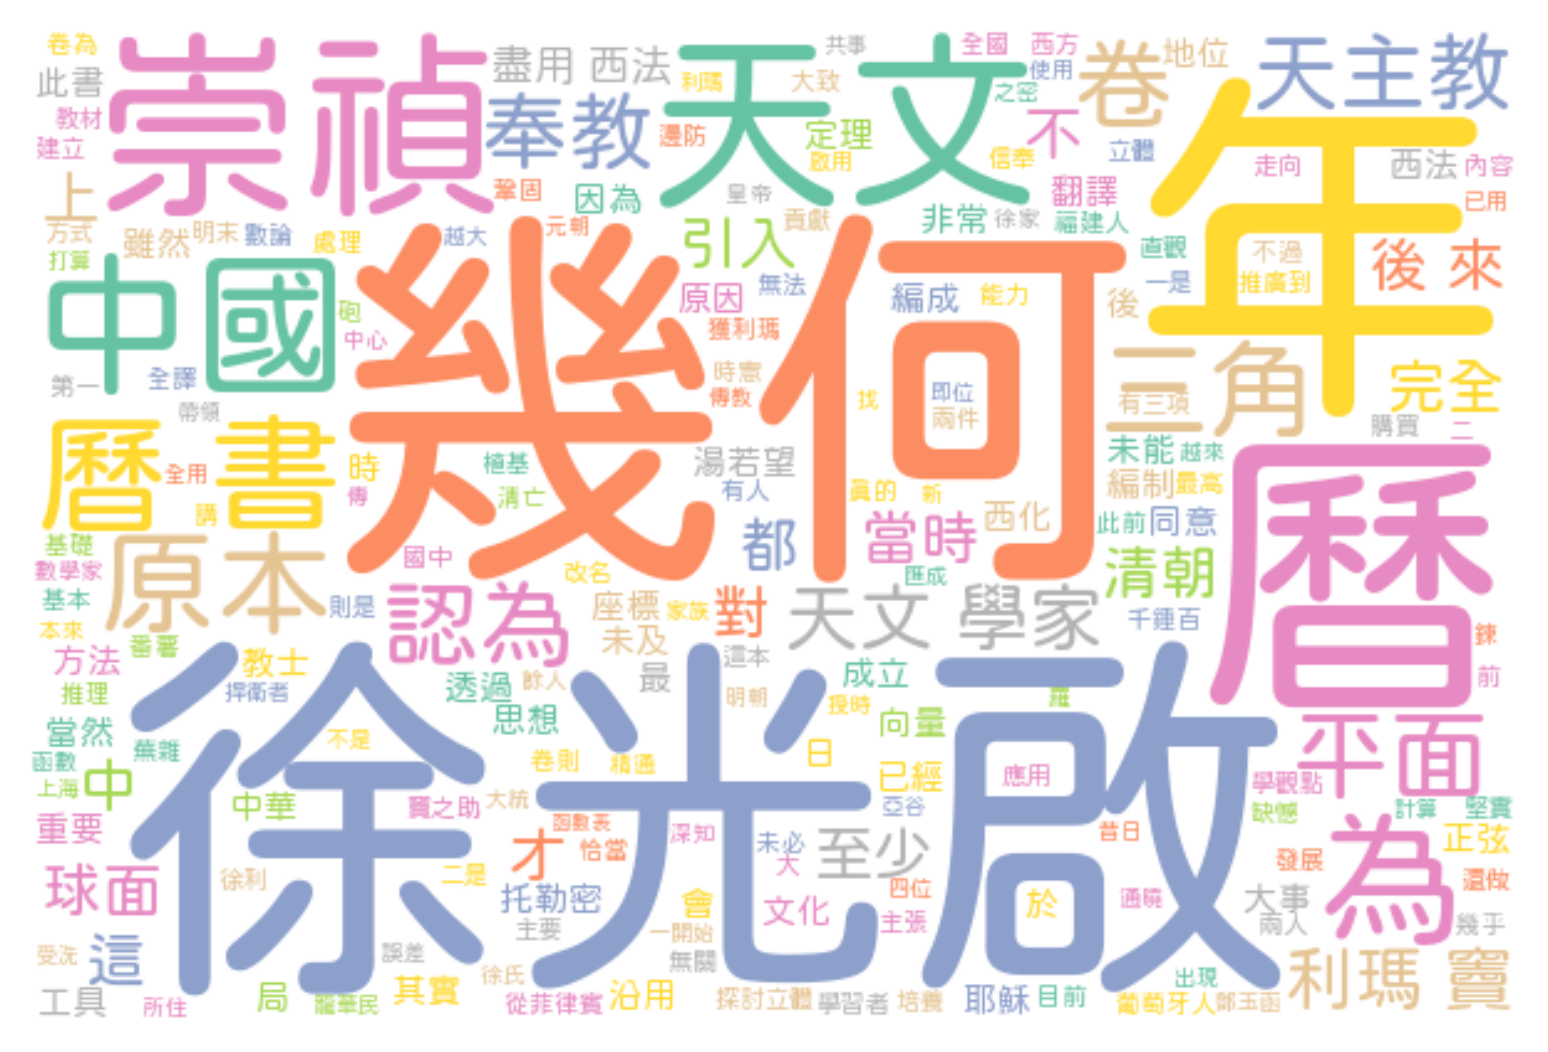 卷為
此書
教材
建立
崇禎
盡用 西法
奉教
天文
共事
利瑪
大致
全國
西方
使用
之密
卷
地位
天主教
邊防
定理
啟用
不
信奉
立體
年
走向
西法
內容
已用
上
方式
打算
雖然
明末
數論
處理
鞏固
因為
皇帝
貢獻
翻譯
非常
徐家
福建人
越大
元朝
引入
直觀
不過
一是
推廣到
後 來
中國
幾何
原因
無法
編成
能力
後
砲
中心
獲利瑪
時憲
傳教
三角
第一
全譯
帶領
找
即位
兩件
有三項
完全
購買
二
曆 書
全用
講
時
傳
植基
清亡
湯若望
有人
真的
新
西化
未能
越來
編制
最高
曆
基礎
數學家
基本
本來
原本
國中
都
當時
此前
同意
改名
匯成
清朝
則是
認為
座標
家族
未及
對
天文 學家
千鍾百
鍊
前
番薯
方法
推理
教士
捍衛者
透過
餘人
最
這本
成立
思想
明朝
授時
羅
向量
徐光啟
平面
當然
蕪雜
函數
上海
中
不是
卷則
精通
日
已經
應用
學觀點
缺憾
計算
堅實
中華
竇之助
大統
亞谷
重要
函數表
恰當
深知
未必
大
至少
昔日
才
為
正弦
發展
還做
球面
徐利
二是
托勒密
會
文化
四位
主張
於
通曉
大事
兩人
幾乎
主要
一開始
無關
受洗
這
誤差
徐氏
工具
所住
局
龍華民
其實
從菲律賓
沿用
探討立體
學習者
培養
耶穌
目前
出現
葡萄牙人
鄧玉函
利瑪 竇